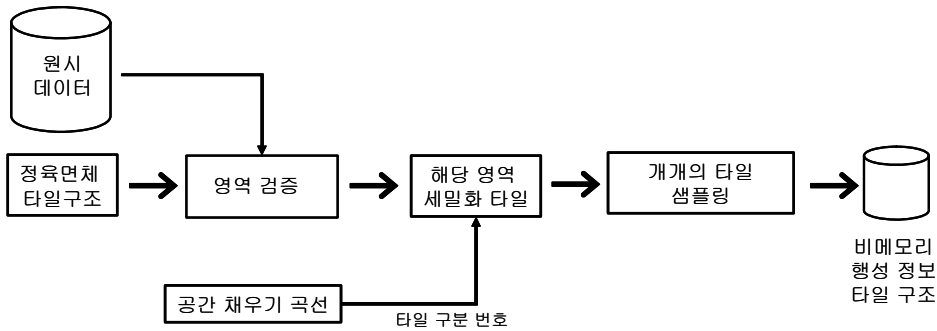 원시
데이터
정육면체
타일구조
영역 검증
해당 영역
세밀화 타일
개개의 타일
샘플링
비메모리
행성 정보
타일 구조
공간 채우기 곡선
타일 구분 번호